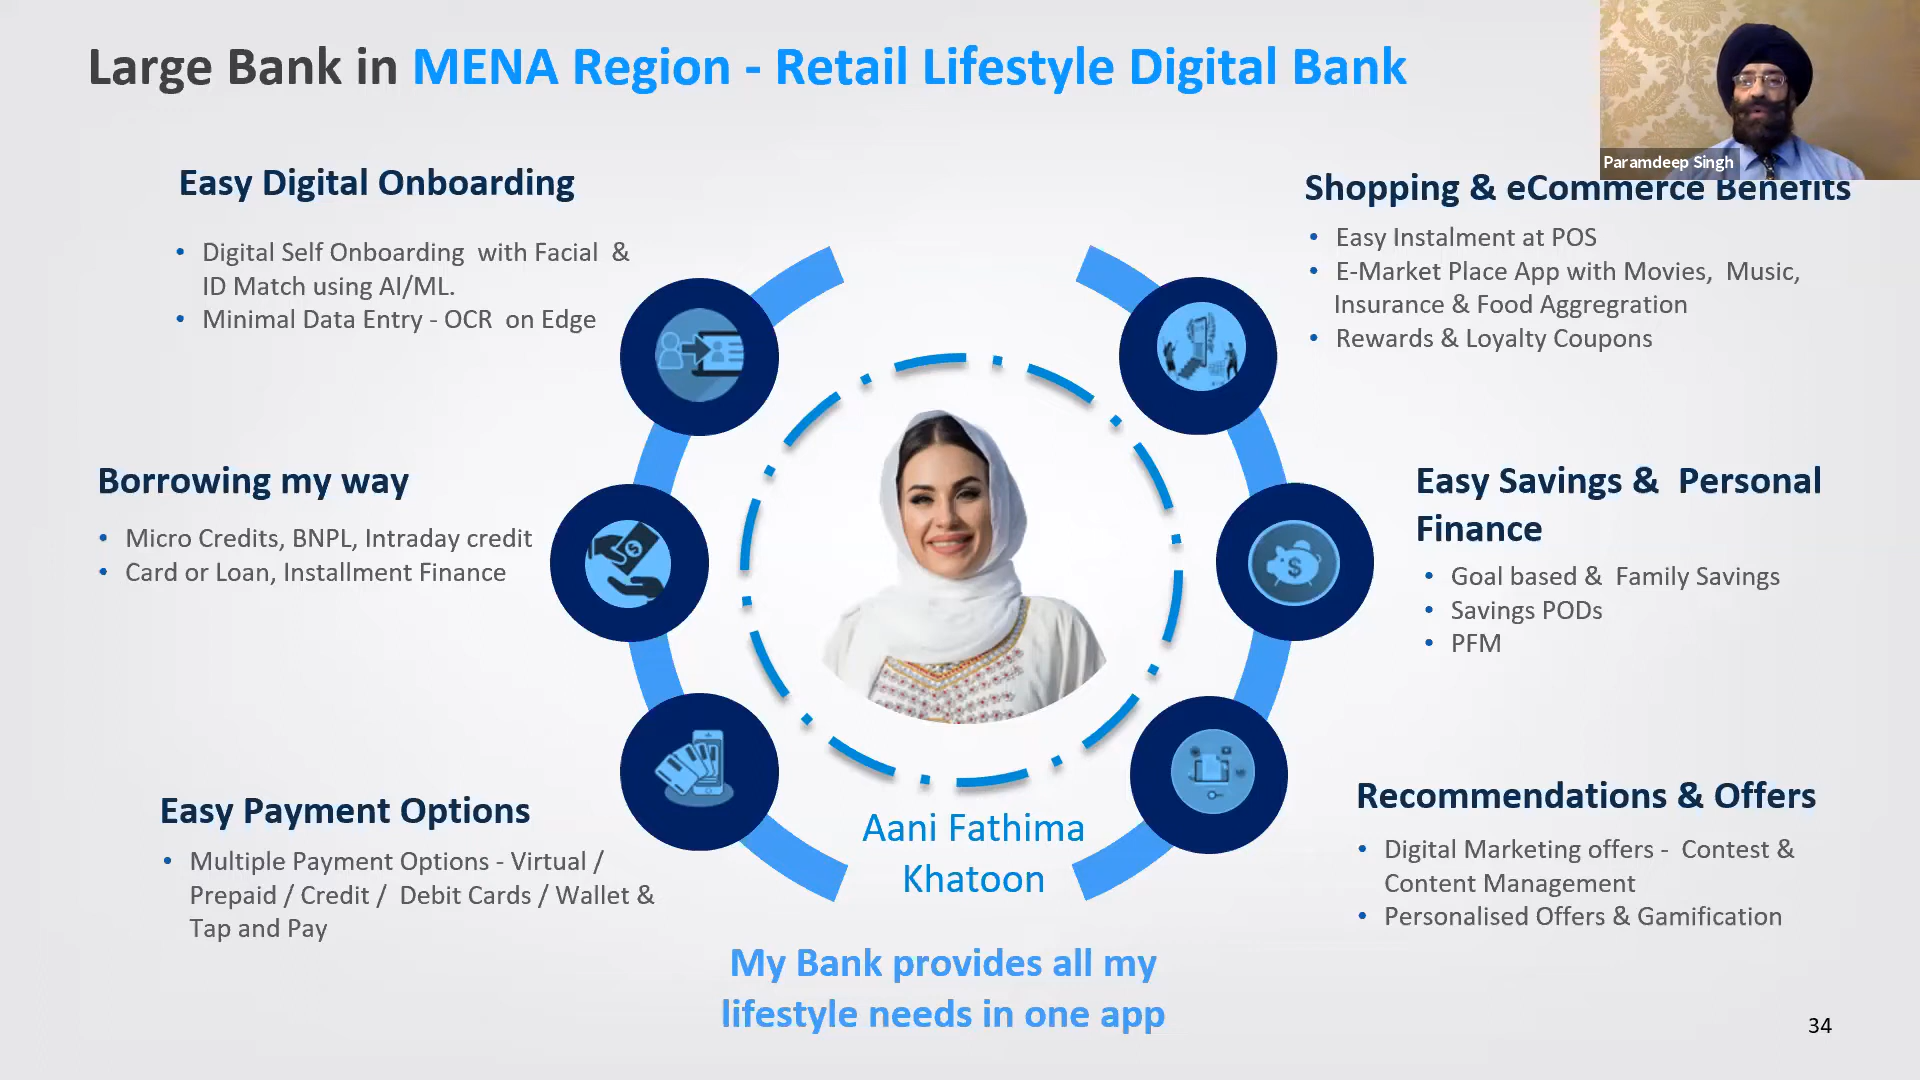 Large Bank in MENA Region - Retail Lifestyle Digital Bank
Paramdeep Singh
Easy Digital Onboarding
• Digital Self Onboarding with Facial &
ID Match using AI/ML.
• Minimal Data Entry - OCR on Edge
Borrowing my way
• Micro Credits, BNPL, Intraday credit
• Card or Loan, Installment Finance
Easy Payment Options
• Multiple Payment Options - Virtual /
Prepaid / Credit / Debit Cards / Wallet &
Tap and Pay
Shopping & eCommerce Benefits
• Easy Instalment at POS
• E-Market Place App with Movies, Music,
Insurance & Food Aggregration
• Rewards & Loyalty Coupons
Easy Savings & Personal
Finance
• Goal based & Family Savings
• Savings PODs
• PFM
Recommendations & Offers
• Digital Marketing offers - Contest &
Content Management
• Personalised Offers & Gamification
Aani Fathima
Khatoon
My Bank provides all my
lifestyle needs in one app
34